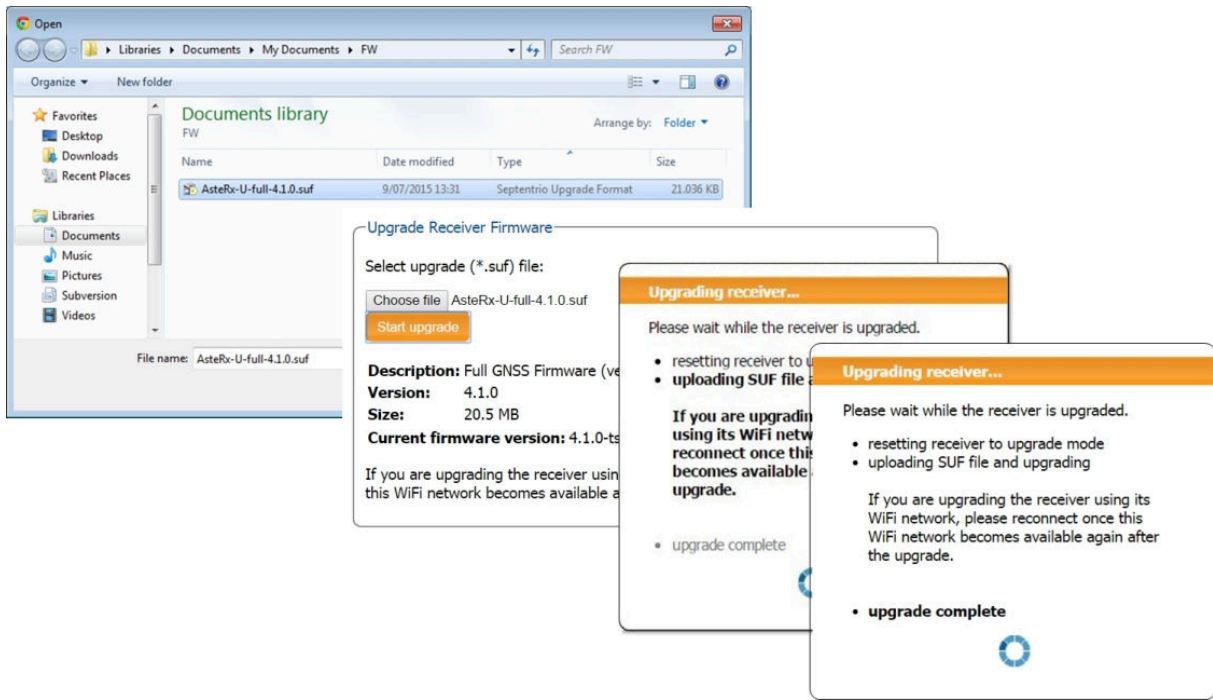 Open
Libraries ▸ Documents ▸ My Documents ▸ FW
Search FW
Organize ▾ New folder
Favorites
Desktop
Downloads
Recent Places
Libraries
Documents
Music
Pictures
Subversion
Videos
Documents library
FW
Arrange by: Folder ▾
Name Date modified Type Size
AsteRx-U-full-4.1.0.suf 9/07/2015 13:31 Septentrio Upgrade Format 21.036 KB
File name: AsteRx-U-full-4.1.0.suf
Upgrade Receiver Firmware
Select upgrade (*.suf) file:
Choose file AsteRx-U-full-4.1.0.suf
Start upgrade
Description: Full GNSS Firmware (ve
Version: 4.1.0
Size: 20.5 MB
Current firmware version: 4.1.0-ts
If you are upgrading the receiver usin
this WiFi network becomes available a
Upgrading receiver...
Please wait while the receiver is upgraded.
• resetting receiver to u
• uploading SUF file a
If you are upgradin
using its WiFi netw
reconnect once this
becomes available
upgrade.
• upgrade complete
Upgrading receiver...
Please wait while the receiver is upgraded.
• resetting receiver to upgrade mode
• uploading SUF file and upgrading
If you are upgrading the receiver using its
WiFi network, please reconnect once this
WiFi network becomes available again after
the upgrade.
• upgrade complete